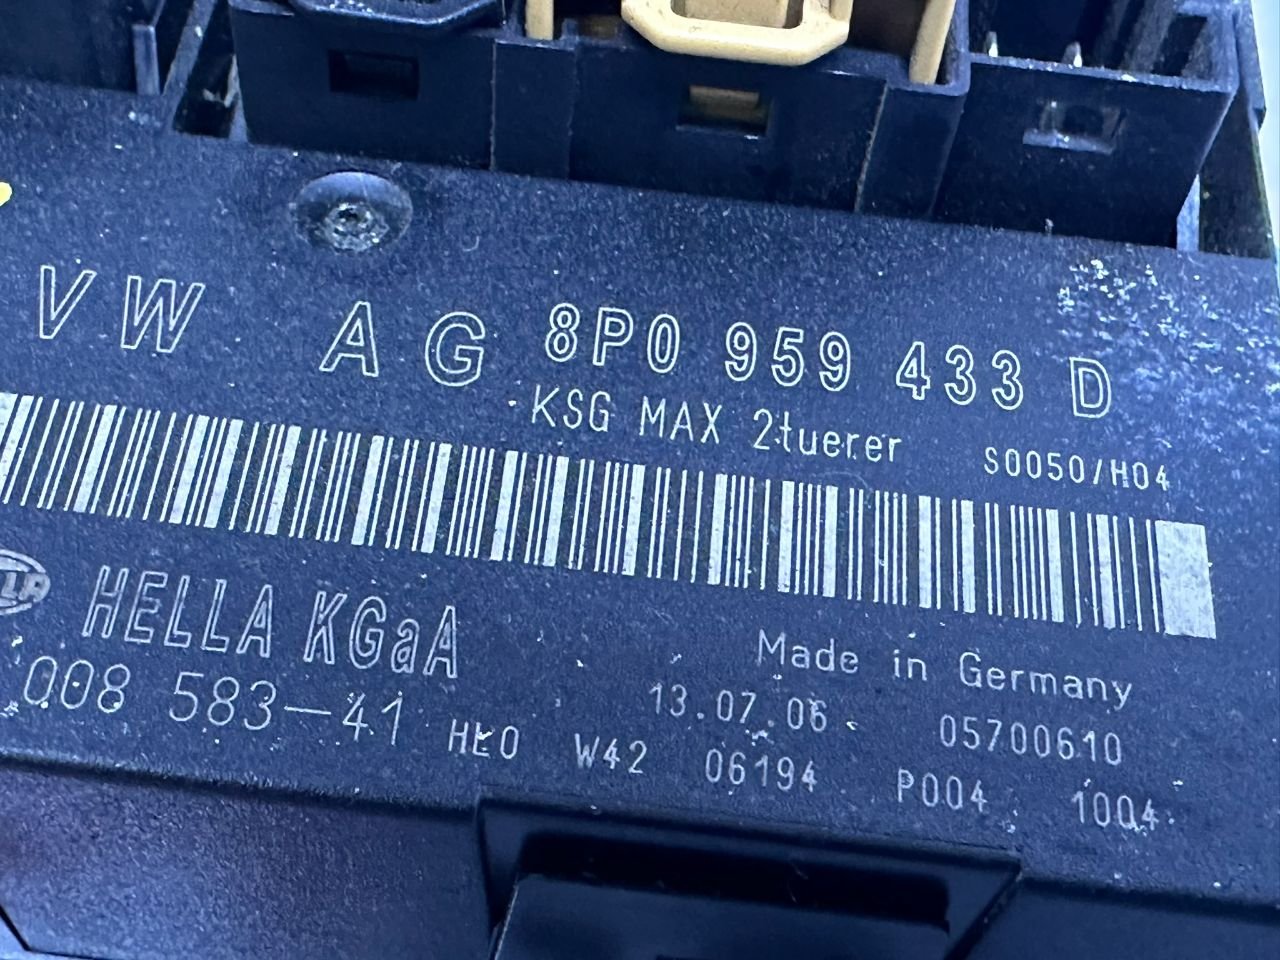 VW AG 8P0 959 433 D
KSG MAX 2tuerer S0050/H04
HELLA KGaA
Made in Germany
008 583-41 13.07.06 05700610
HLO W42 06194 P004 1004